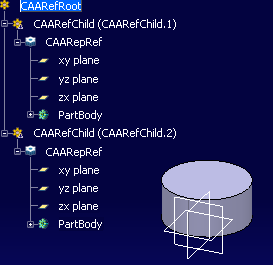 CAARefRoot
CAARefChild (CAARefChild.1)
CAARepRef
xy plane
yz plane
zx plane
PartBody
CAARefChild (CAARefChild.2)
CAARepRef
xy plane
yz plane
zx plane
PartBody